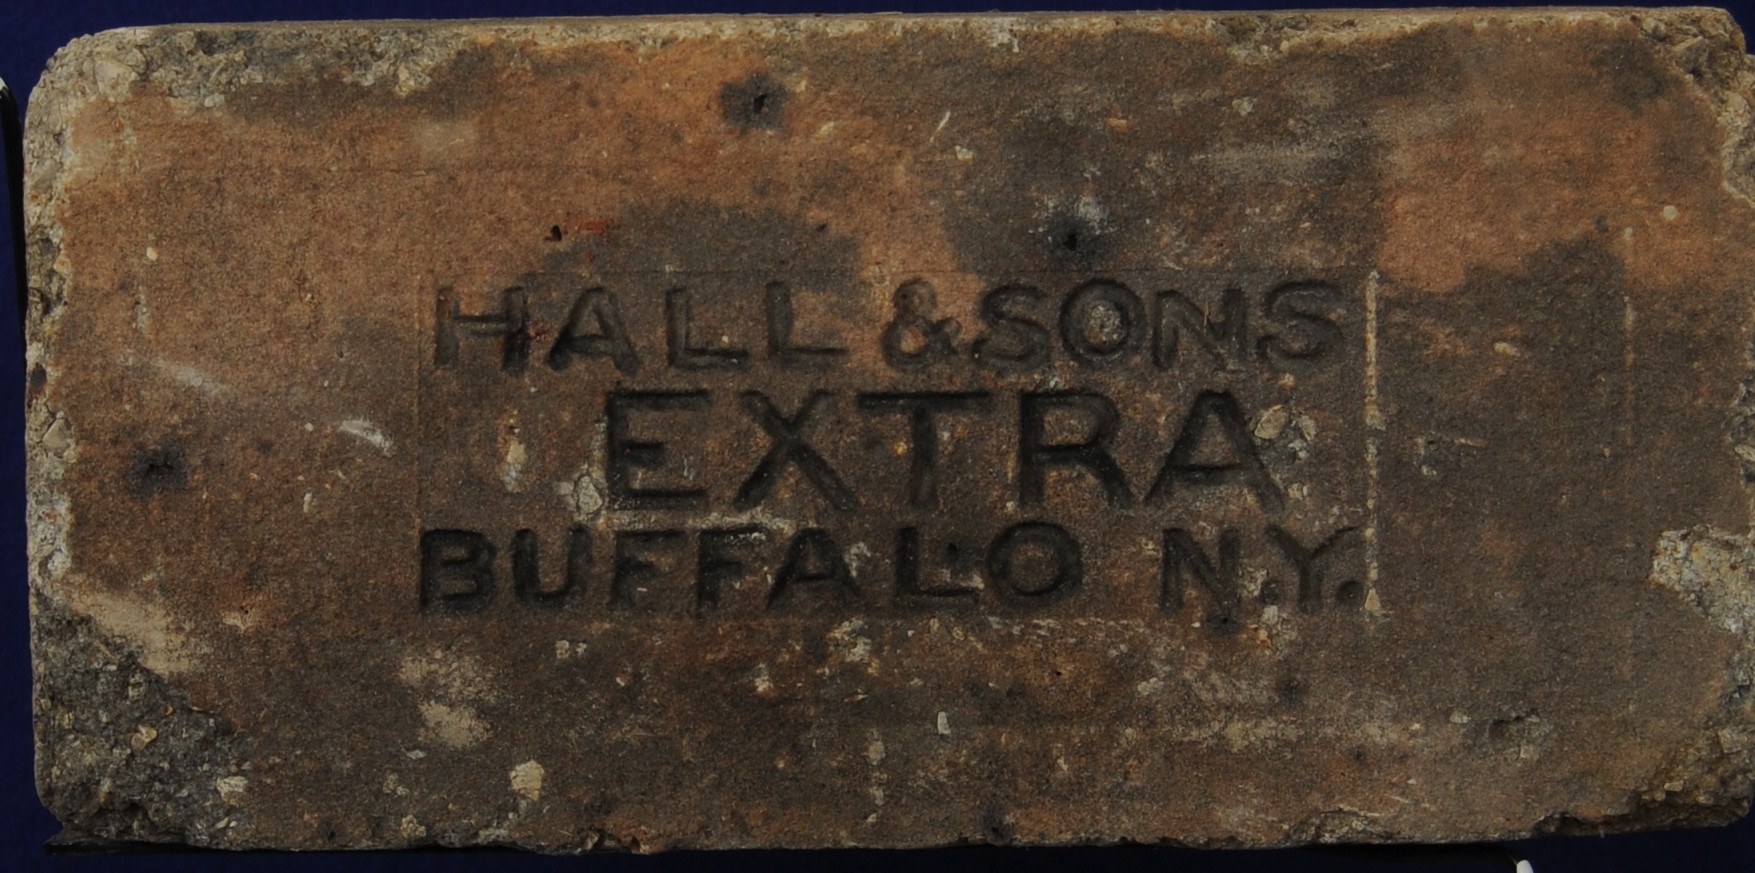 HALL & SONS
EXTRA
BUFFALO N.Y.